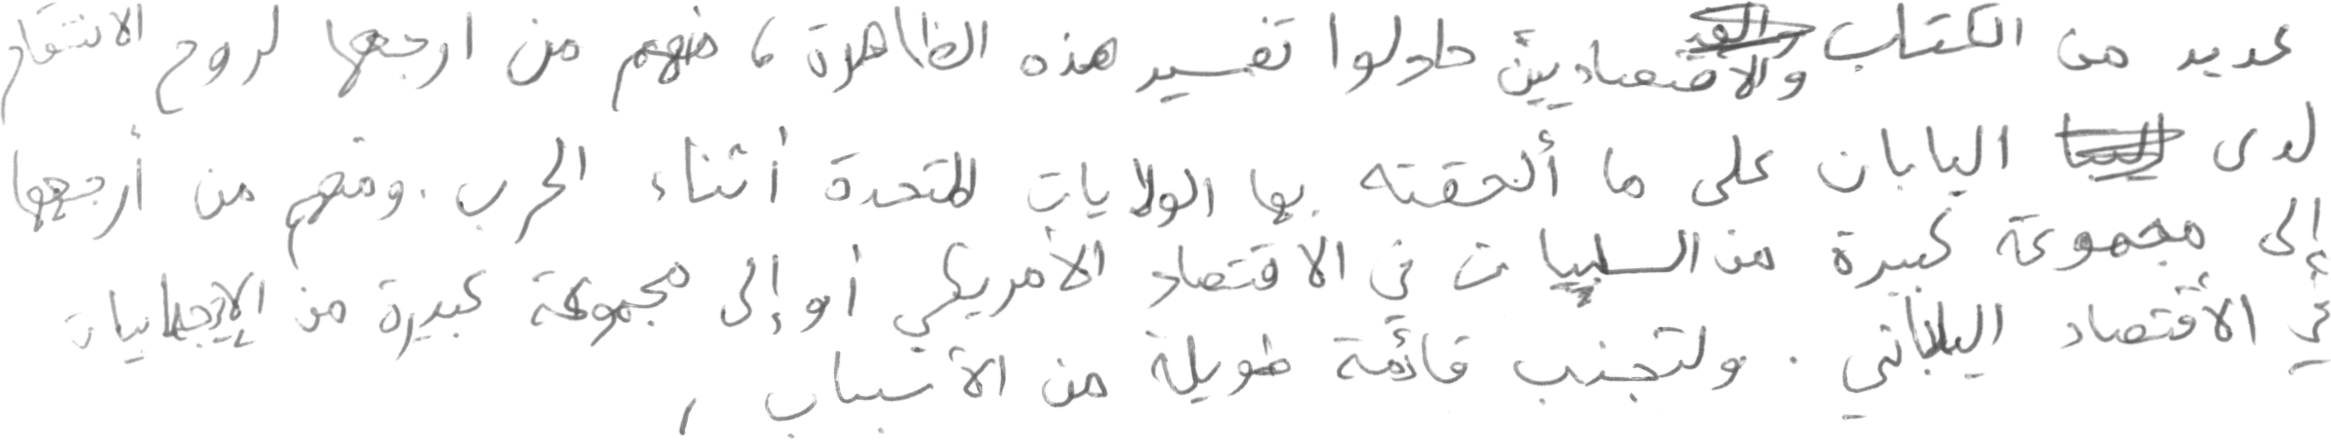 عديد من الكتاب والاقتصاديين حاولوا تفسير هذه الظاهرة، فمنهم من ارجعها لروح الانتقام
لدى اليابان على ما ألحقته بها الولايات المتحدة أثناء الحرب. ومنهم من أرجعها
إلى مجموعة كبيرة من السلبيات في الاقتصاد الأمريكي أو إلى مجموعة كبيرة من الإيجابيات
في الأقتصاد الياباني. ولتجنب قائمة طويلة من الأسباب,